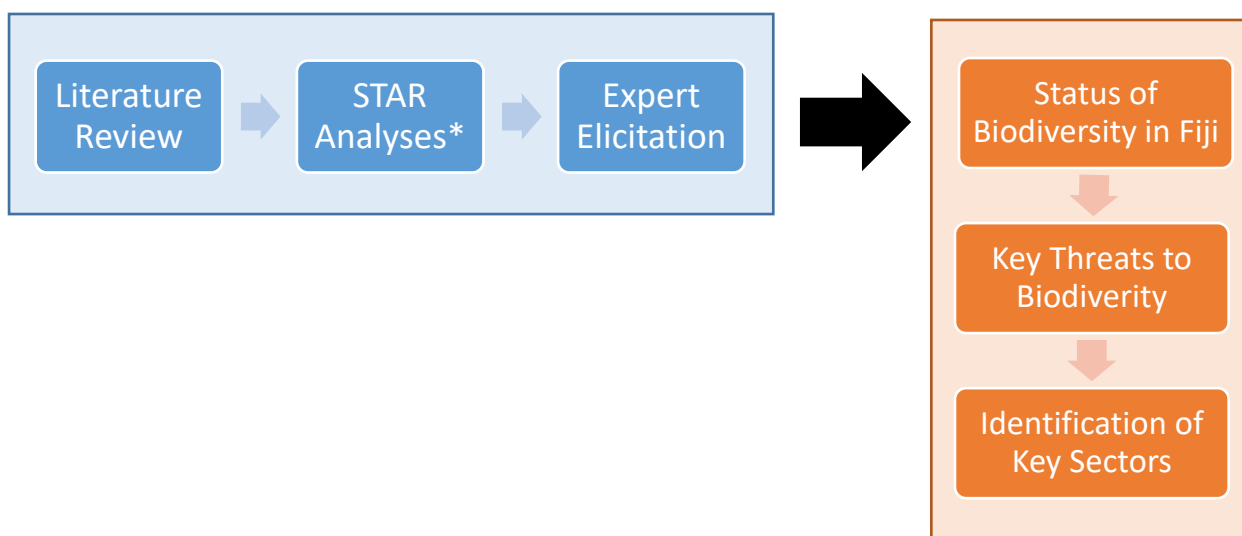 Literature
Review
STAR
Analyses*
Expert
Elicitation
Status of
Biodiversity in Fiji
Key Threats to
Biodiverity
Identification of
Key Sectors